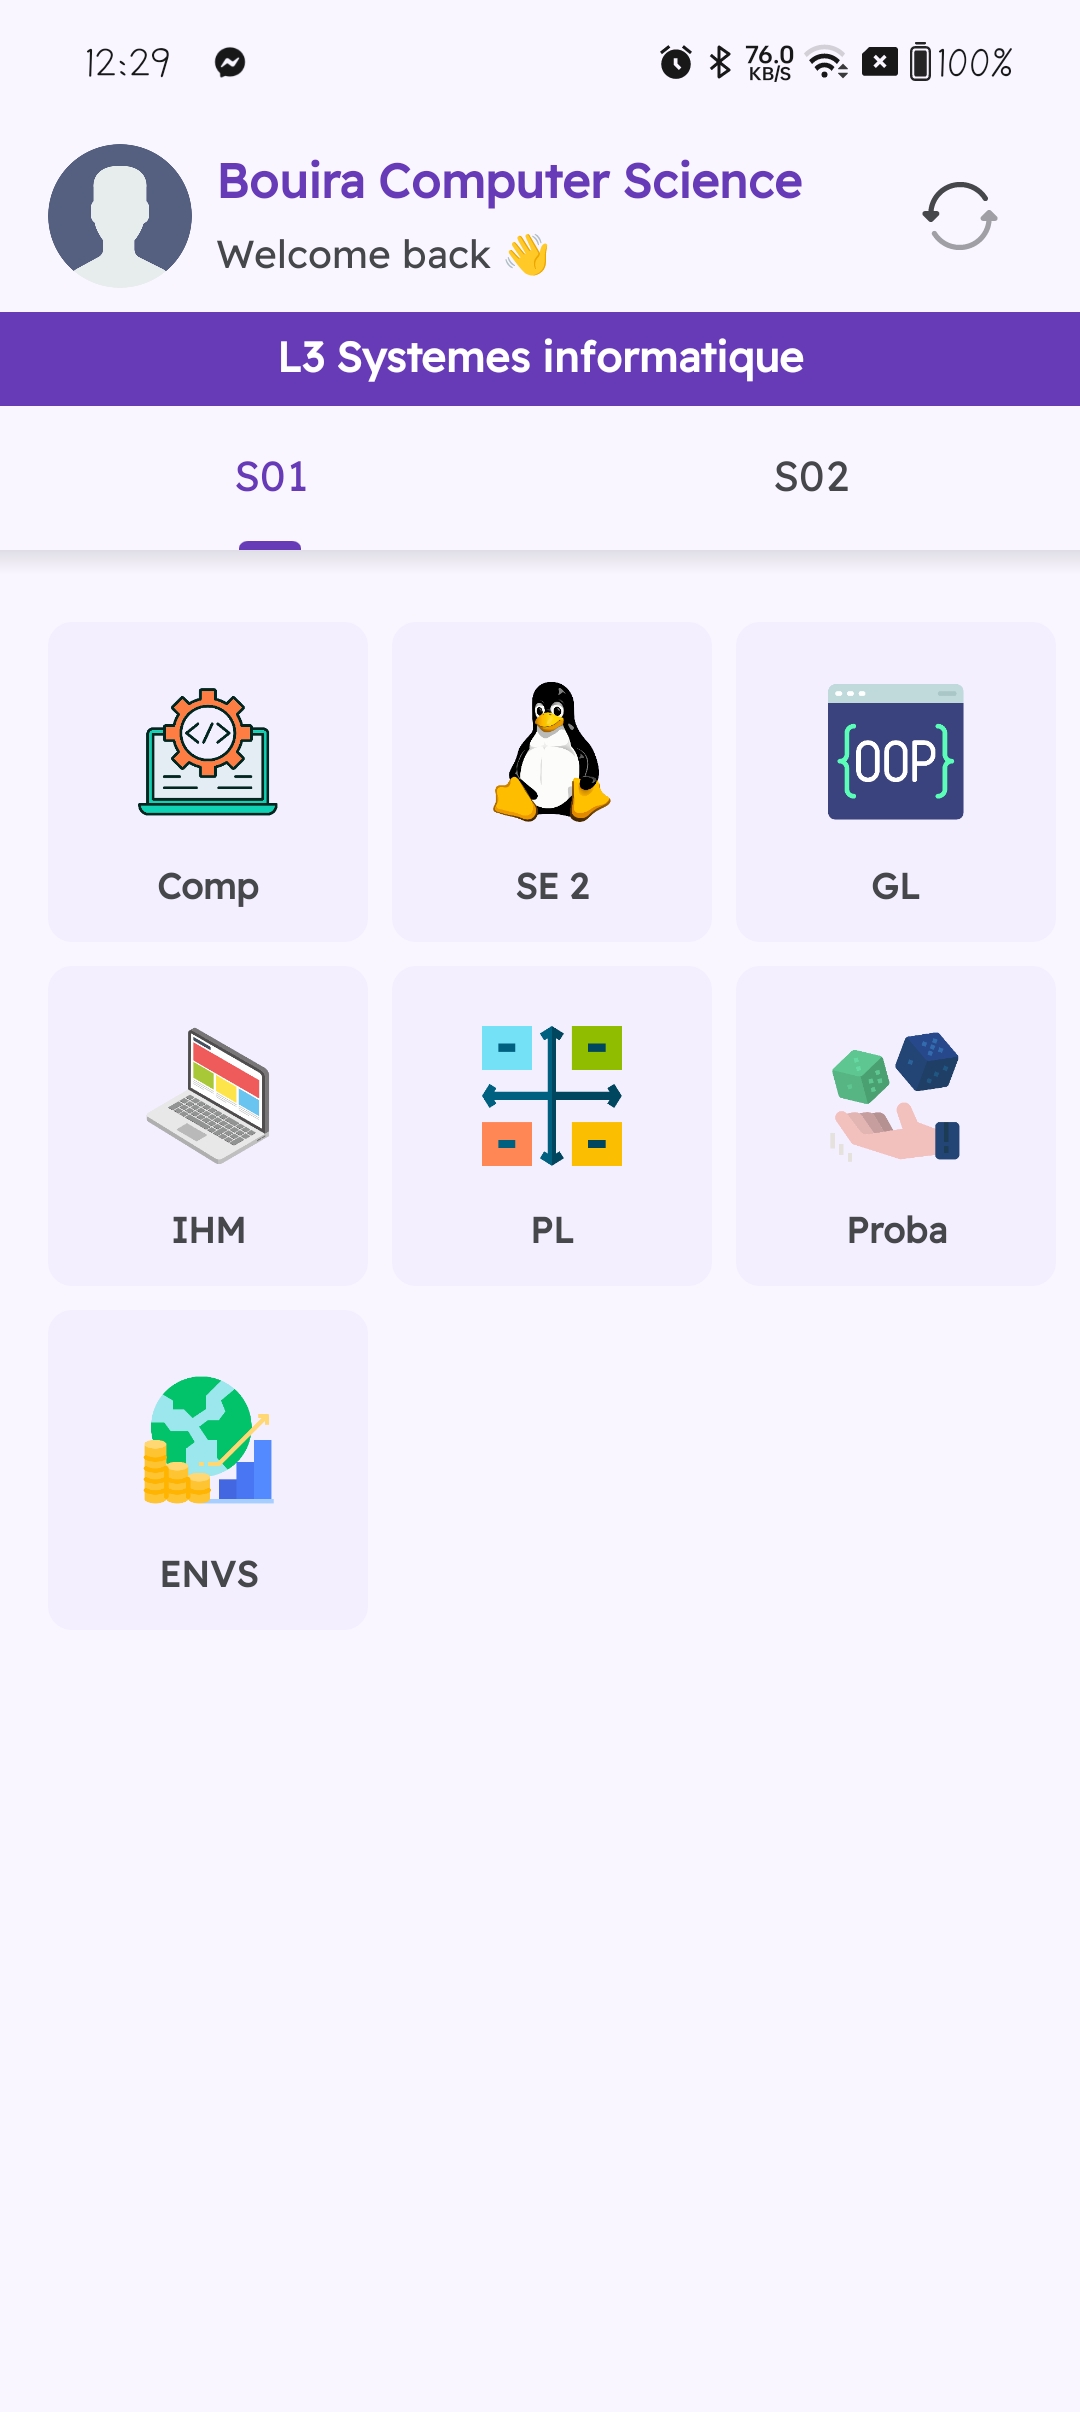 12:29
76.0
KB/S
100%
Bouira Computer Science
Welcome back 👋
L3 Systemes informatique
S01
S02
</>
{OOP}
Comp
SE 2
GL
IHM
PL
Proba
ENVS